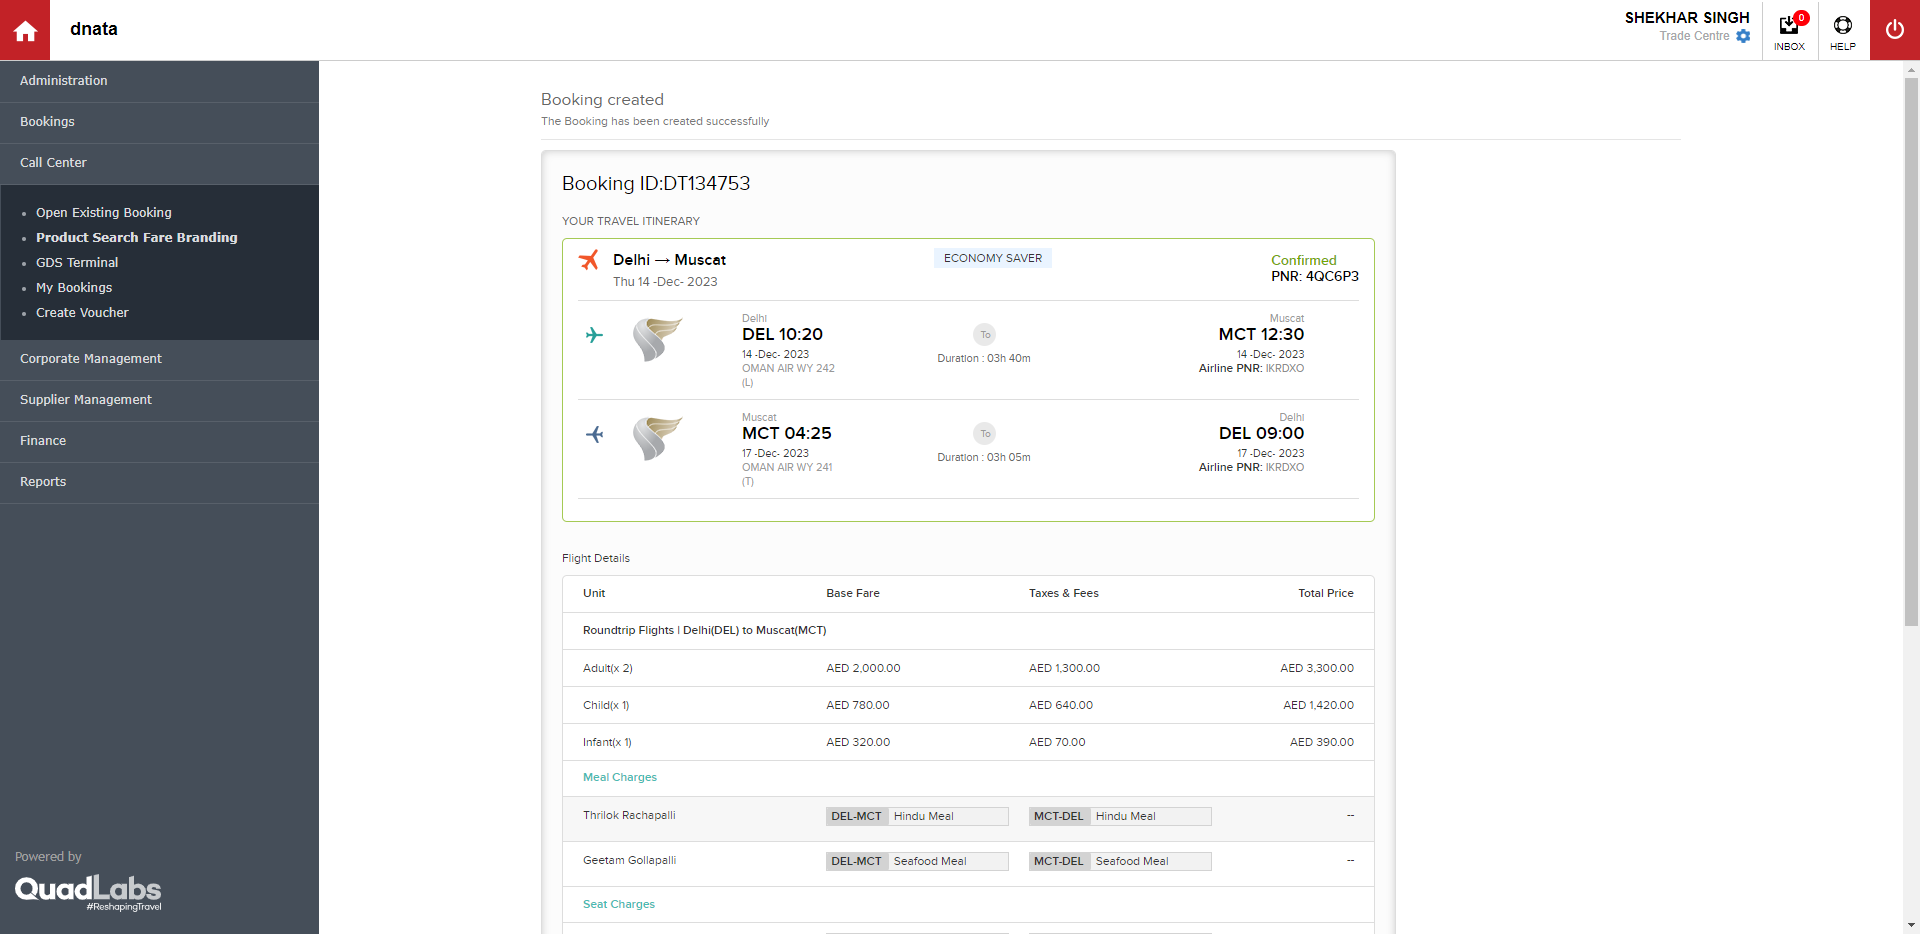 dnata
SHEKHAR SINGH
Trade Centre
0
INBOX
HELP
Administration
Bookings
Call Center
Open Existing Booking
Product Search Fare Branding
GDS Terminal
My Bookings
Create Voucher
Corporate Management
Supplier Management
Finance
Reports
Powered by
QuadLabs
#ReshapingTravel
Booking created
The Booking has been created successfully
Booking ID:DT134753
YOUR TRAVEL ITINERARY
Delhi → Muscat
Thu 14 -Dec- 2023
ECONOMY SAVER
Confirmed
PNR: 4QC6P3
Delhi
DEL 10:20
14 -Dec- 2023
OMAN AIR WY 242
(L)
To
Duration : 03h 40m
Muscat
MCT 12:30
14 -Dec- 2023
Airline PNR: IKRDXO
Muscat
MCT 04:25
17 -Dec- 2023
OMAN AIR WY 241
(T)
To
Duration : 03h 05m
Delhi
DEL 09:00
17 -Dec- 2023
Airline PNR: IKRDXO
Flight Details
Unit Base Fare Taxes & Fees Total Price
Roundtrip Flights | Delhi(DEL) to Muscat(MCT)
Adult(x 2) AED 2,000.00 AED 1,300.00 AED 3,300.00
Child(x 1) AED 780.00 AED 640.00 AED 1,420.00
Infant(x 1) AED 320.00 AED 70.00 AED 390.00
Meal Charges
Thrilok Rachapalli DEL-MCT Hindu Meal MCT-DEL Hindu Meal --
Geetam Gollapalli DEL-MCT Seafood Meal MCT-DEL Seafood Meal --
Seat Charges